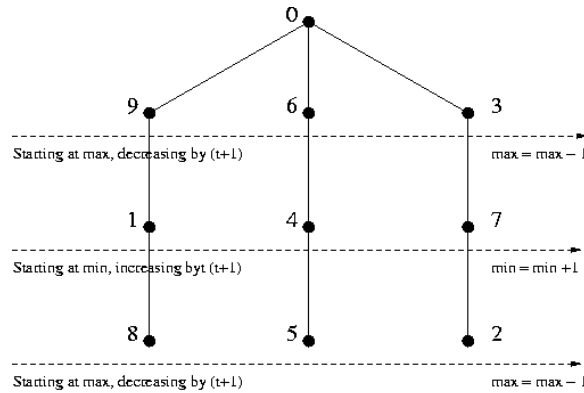 0
9 6 3
Starting at max, decreasing by (t+1) max = max − 1
1 4 7
Starting at min, increasing byt (t+1) min = min +1
8 5 2
Starting at max, decreasing by (t+1) max = max − 1